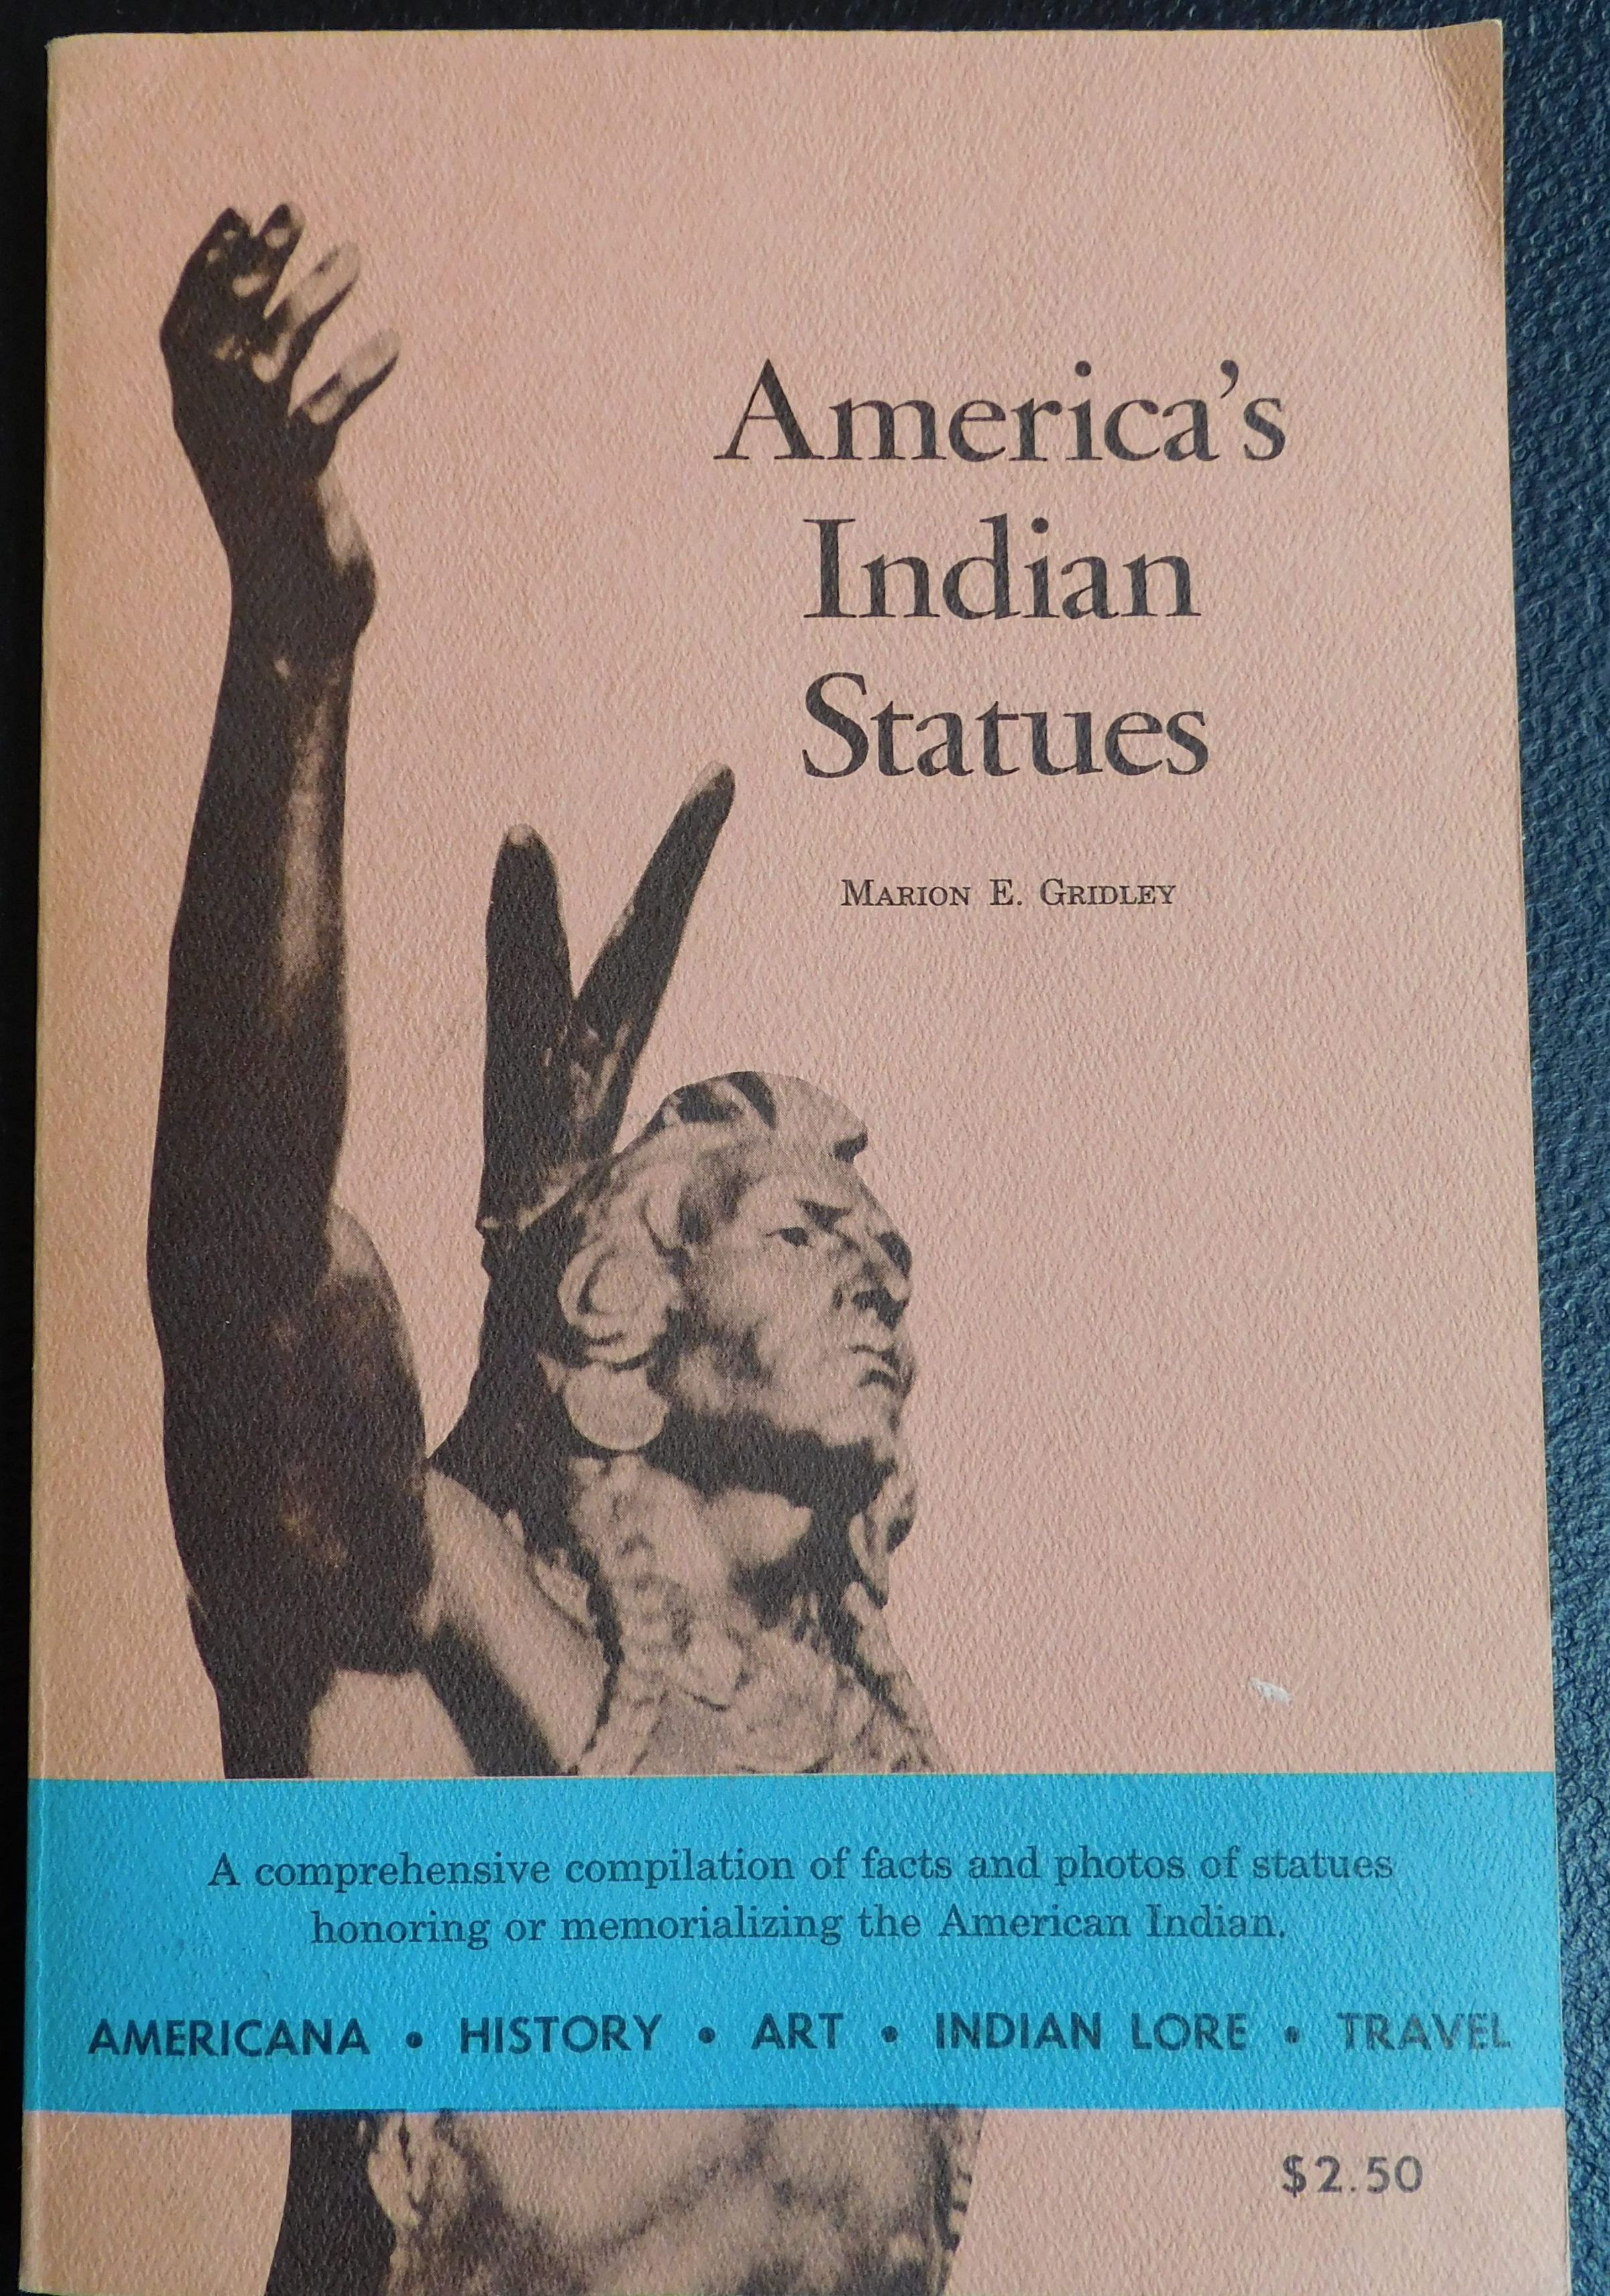 America's
Indian
Statues
MARION E. GRIDLEY
A comprehensive compilation of facts and photos of statues
honoring or memorializing the American Indian.
AMERICANA • HISTORY • ART • INDIAN LORE • TRAVEL
$2.50